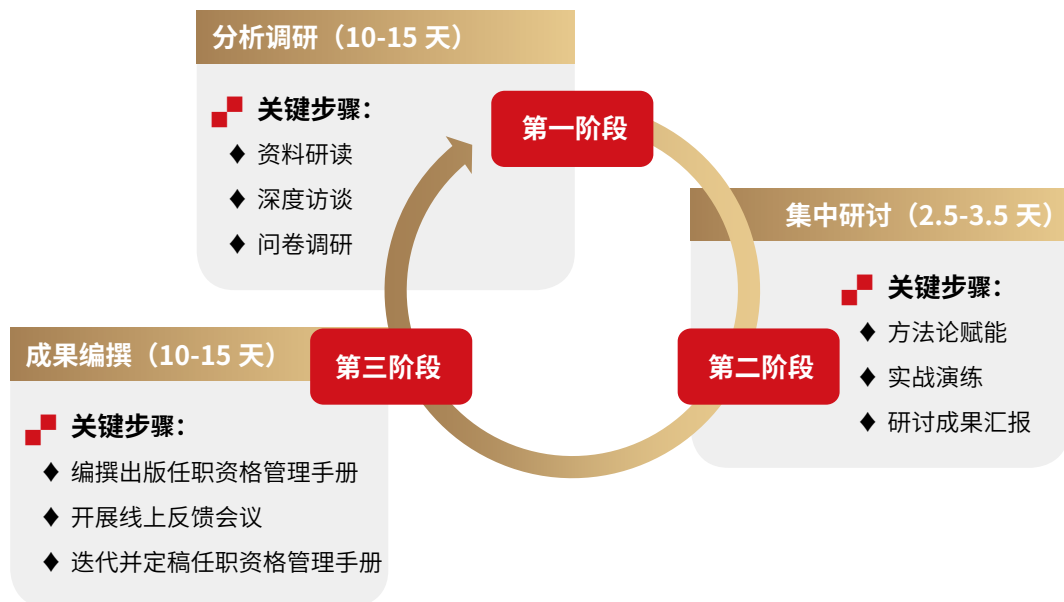 分析调研（10-15 天）
关键步骤：
资料研读
深度访谈
问卷调研
第一阶段
集中研讨（2.5-3.5 天）
关键步骤：
方法论赋能
实战演练
研讨成果汇报
第二阶段
成果编撰（10-15 天）
第三阶段
关键步骤：
编撰出版任职资格管理手册
开展线上反馈会议
迭代并定稿任职资格管理手册